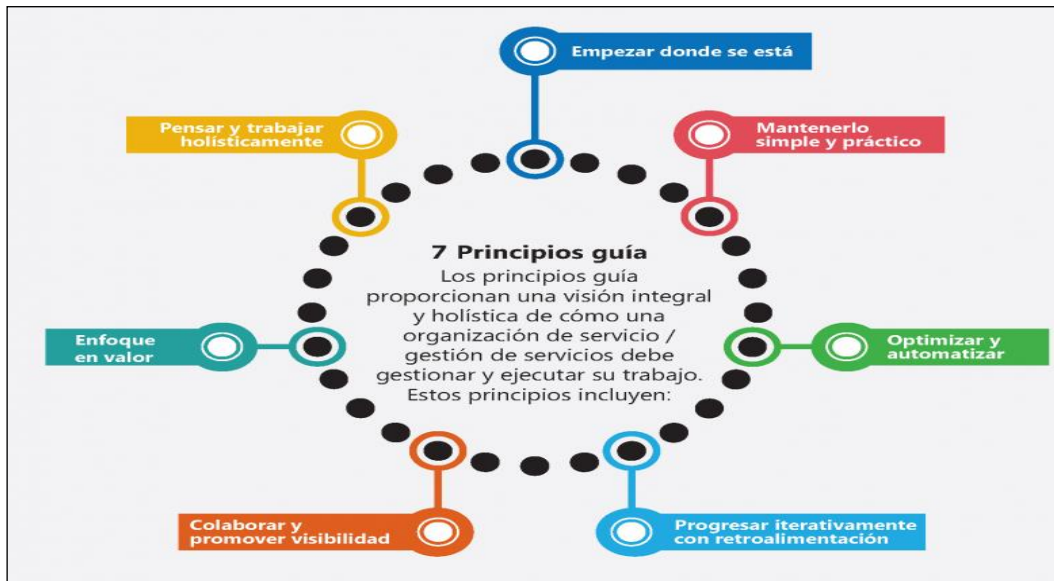 Empezar donde se está
Pensar y trabajar
holísticamente
Mantenerlo
simple y práctico
7 Principios guía
Los principios guía
proporcionan una visión integral
y holística de cómo una
organización de servicio /
gestión de servicios debe
gestionar y ejecutar su trabajo.
Estos principios incluyen:
Enfoque
en valor
Optimizar y
automatizar
Colaborar y
promover visibilidad
Progresar iterativamente
con retroalimentación